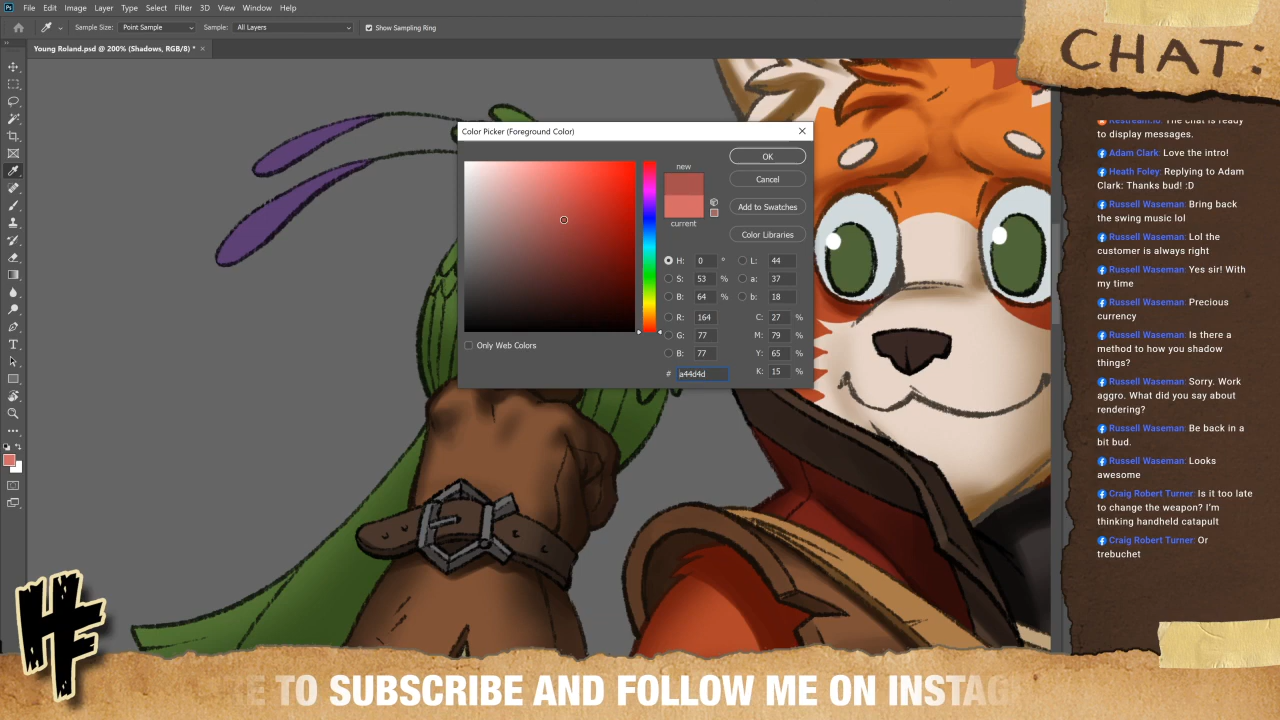 File Edit Image Layer Type Select Filter 3D View Window Help
Sample Size: Point Sample Sample: All Layers Show Sampling Ring
Young Roland.psd @ 200% (Shadows, RGB/8) * ×
Color Picker (Foreground Color)
new
current
OK
Cancel
Add to Swatches
Color Libraries
H: 0 ° L: 44
S: 53 % a: 37
B: 64 % b: 18
R: 164 C: 27 %
G: 77 M: 79 %
B: 77 Y: 65 %
# a44d4d K: 15 %
Only Web Colors
CHAT:
Restream.io: The chat is ready
to display messages.
Adam Clark: Love the intro!
Heath Foley: Replying to Adam
Clark: Thanks bud! :D
Russell Waseman: Bring back
the swing music lol
Russell Waseman: Lol the
customer is always right
Russell Waseman: Yes sir! With
my time
Russell Waseman: Precious
currency
Russell Waseman: Is there a
method to how you shadow
things?
Russell Waseman: Sorry. Work
aggro. What did you say about
rendering?
Russell Waseman: Be back in a
bit bud.
Russell Waseman: Looks
awesome
Craig Robert Turner: Is it too late
to change the weapon? I'm
thinking handheld catapult
Craig Robert Turner: Or
trebuchet
HF
E TO SUBSCRIBE AND FOLLOW ME ON INSTAG